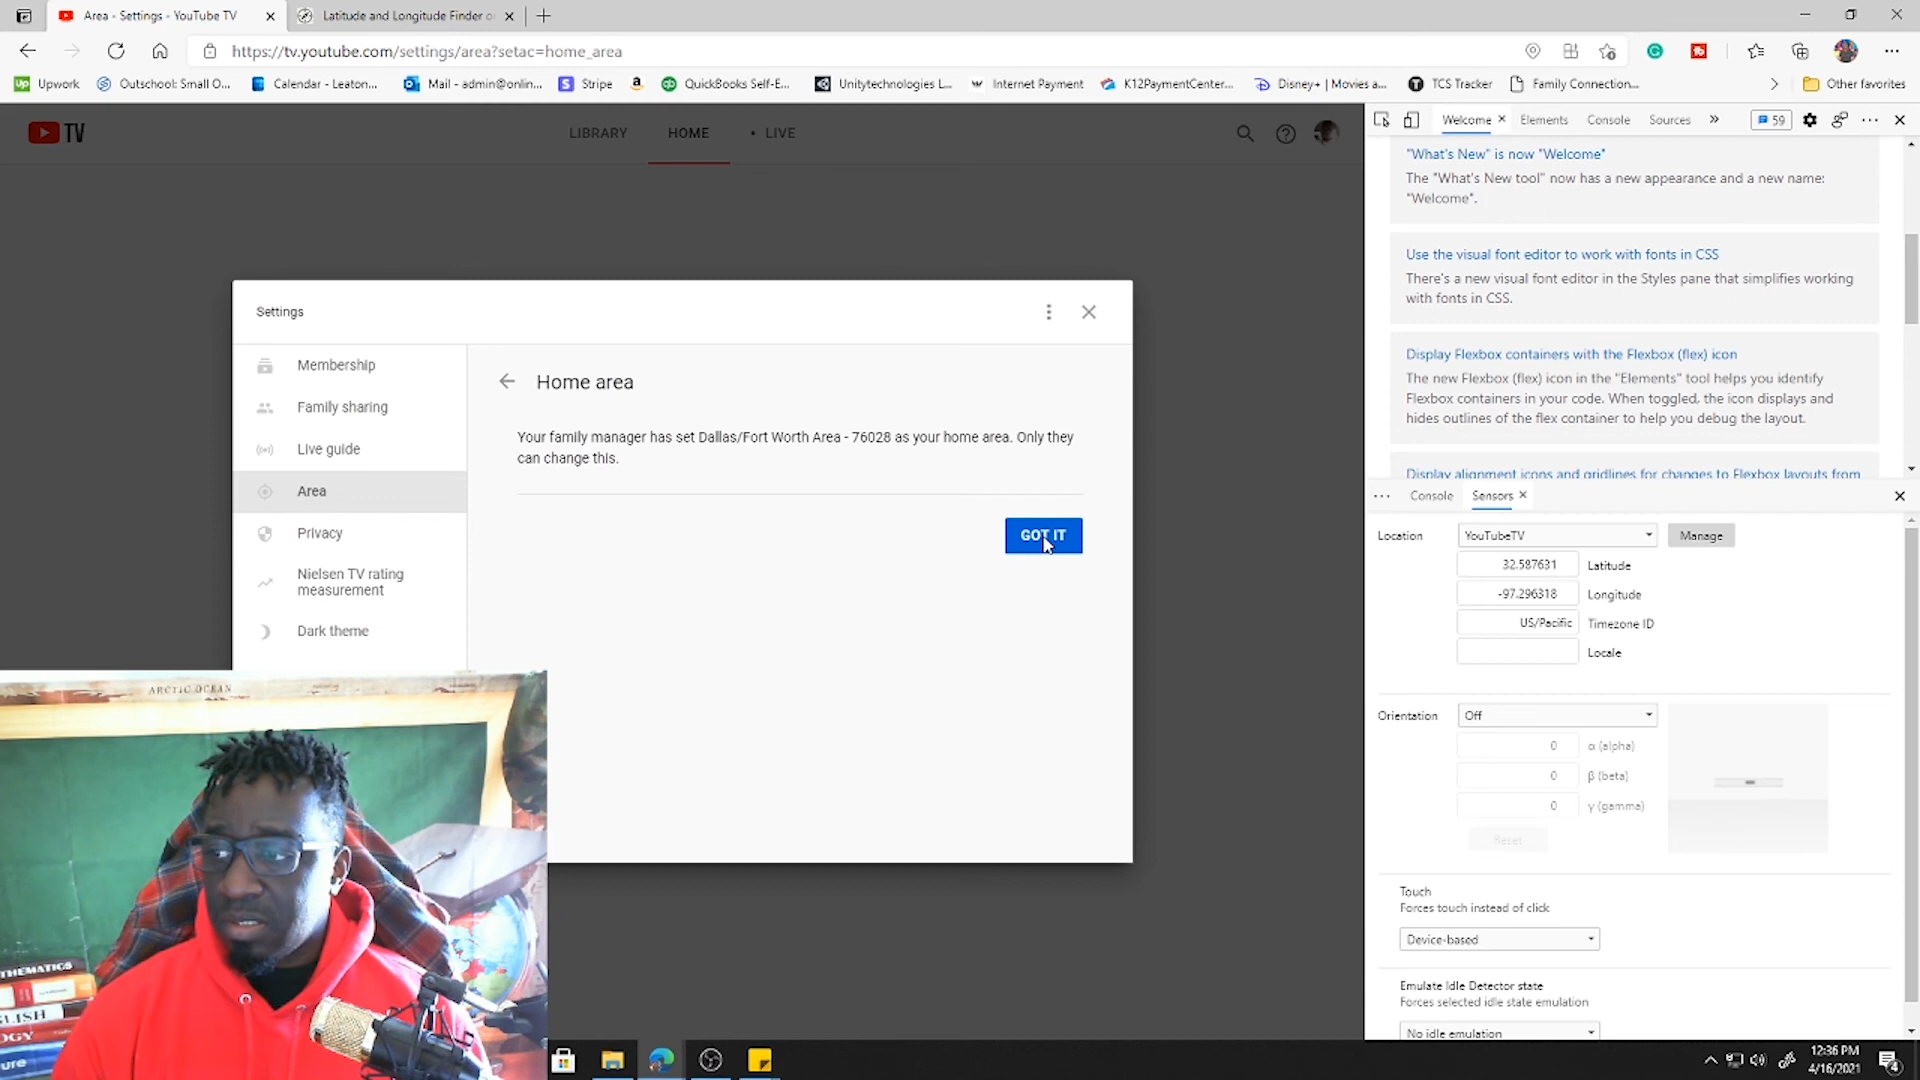 Area - Settings - YouTube TV
Latitude and Longitude Finder o
https://tv.youtube.com/settings/area?setac=home_area
Up Upwork
Outschool: Small O...
Calendar - Leaton...
Mail - admin@onlin...
S Stripe
a
qb QuickBooks Self-E...
Unitytechnologies L...
Internet Payment
K12PaymentCenter...
Disney+ | Movies a...
TCS Tracker
Family Connection...
Other favorites
TV
LIBRARY
HOME
• LIVE
Welcome
Elements
Console
Sources
59
"What's New" is now "Welcome"
The "What's New tool" now has a new appearance and a new name:
"Welcome".
Use the visual font editor to work with fonts in CSS
There's a new visual font editor in the Styles pane that simplifies working
with fonts in CSS.
Display Flexbox containers with the Flexbox (flex) icon
The new Flexbox (flex) icon in the "Elements" tool helps you identify
Flexbox containers in your code. When toggled, the icon displays and
hides outlines of the flex container to help you debug the layout.
Display alignment icons and gridlines for changes to Flexbox layouts from
Settings
Membership
Family sharing
Live guide
Area
Privacy
Nielsen TV rating
measurement
Dark theme
Home area
Your family manager has set Dallas/Fort Worth Area - 76028 as your home area. Only they
can change this.
GOT IT
Console
Sensors
Location
YouTubeTV
Manage
32.587631
Latitude
-97.296318
Longitude
US/Pacific
Timezone ID
Locale
Orientation
Off
0
α (alpha)
0
β (beta)
0
γ (gamma)
Reset
Touch
Forces touch instead of click
Device-based
Emulate Idle Detector state
Forces selected idle state emulation
No idle emulation
ARCTIC OCEAN
12:36 PM
4/16/2021
4